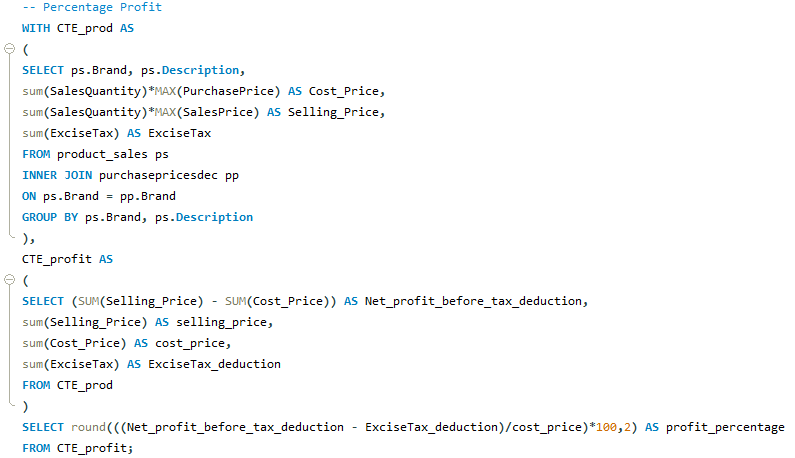 -- Percentage Profit
WITH CTE_prod AS
(
SELECT ps.Brand, ps.Description,
sum(SalesQuantity)*MAX(PurchasePrice) AS Cost_Price,
sum(SalesQuantity)*MAX(SalesPrice) AS Selling_Price,
sum(ExciseTax) AS ExciseTax
FROM product_sales ps
INNER JOIN purchasepricesdec pp
ON ps.Brand = pp.Brand
GROUP BY ps.Brand, ps.Description
),
CTE_profit AS
(
SELECT (SUM(Selling_Price) - SUM(Cost_Price)) AS Net_profit_before_tax_deduction,
sum(Selling_Price) AS selling_price,
sum(Cost_Price) AS cost_price,
sum(ExciseTax) AS ExciseTax_deduction
FROM CTE_prod
)
SELECT round(((Net_profit_before_tax_deduction - ExciseTax_deduction)/cost_price)*100,2) AS profit_percentage
FROM CTE_profit;